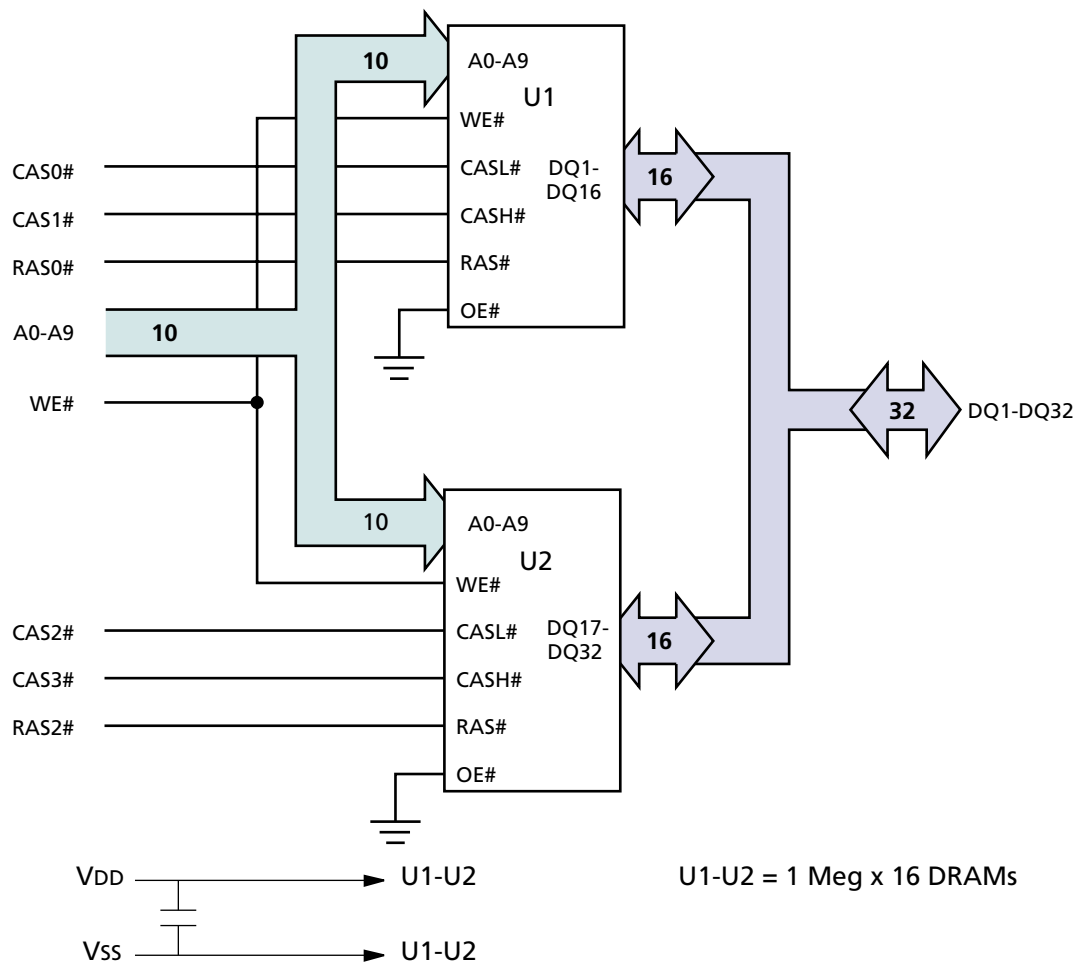 10
A0-A9
U1
WE#
CAS0#
CASL#
DQ1-
DQ16
16
CAS1#
CASH#
RAS0#
RAS#
OE#
A0-A9
10
WE#
32
DQ1-DQ32
10
A0-A9
U2
WE#
CAS2#
CASL#
DQ17-
DQ32
16
CAS3#
CASH#
RAS2#
RAS#
OE#
VDD
U1-U2
U1-U2 = 1 Meg x 16 DRAMs
VSS
U1-U2